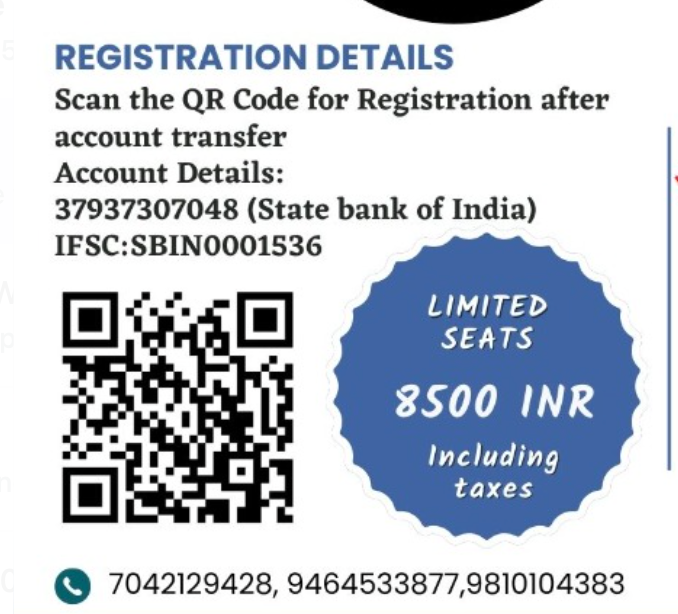 REGISTRATION DETAILS
Scan the QR Code for Registration after
account transfer
Account Details:
37937307048 (State bank of India)
IFSC:SBIN0001536
LIMITED
SEATS
8500 INR
Including
taxes
7042129428, 9464533877,9810104383